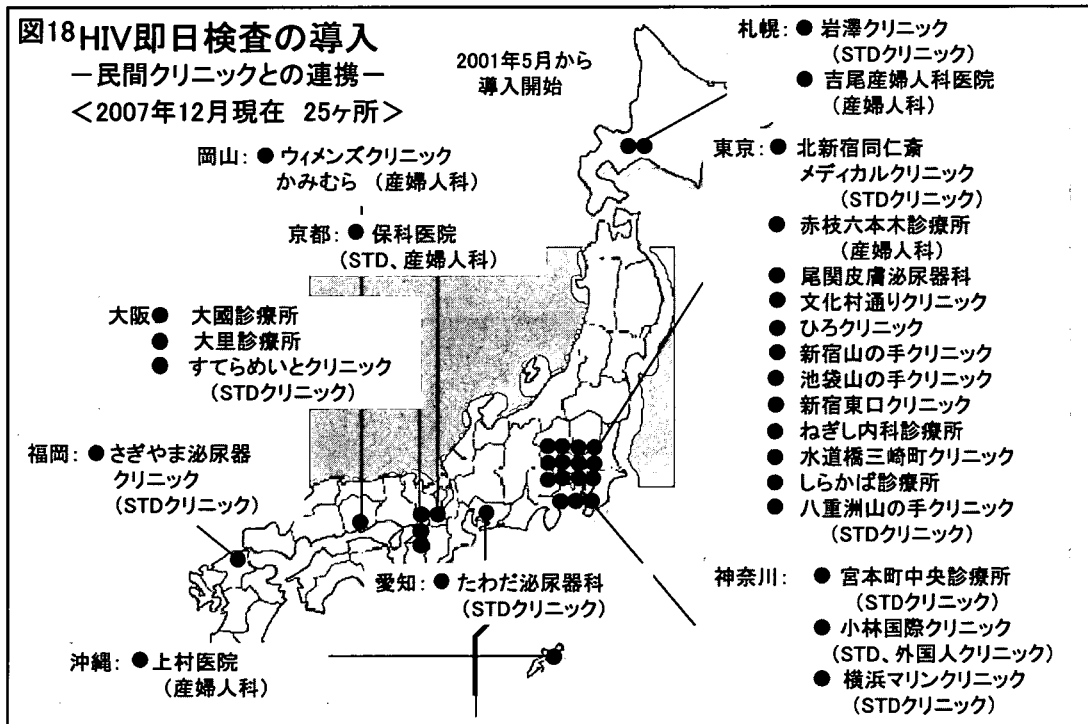 図18 HIV即日検査の導入
－民間クリニックとの連携－
＜2007年12月現在 25ヶ所＞
2001年5月から
導入開始
札幌： ● 岩澤クリニック
(STDクリニック)
● 吉尾産婦人科医院
(産婦人科)
岡山： ● ウィメンズクリニック
かみむら (産婦人科)
京都： ● 保科医院
(STD、産婦人科)
大阪● 大國診療所
● 大里診療所
● すてらめいとクリニック
(STDクリニック)
福岡： ● さぎやま泌尿器
クリニック
(STDクリニック)
愛知： ● たわだ泌尿器科
(STDクリニック)
沖縄： ● 上村医院
(産婦人科)
東京： ● 北新宿同仁斎
メディカルクリニック
(STDクリニック)
● 赤枝六本木診療所
(産婦人科)
● 尾関皮膚泌尿器科
● 文化村通りクリニック
● ひろクリニック
● 新宿山の手クリニック
● 池袋山の手クリニック
● 新宿東口クリニック
● ねぎし内科診療所
● 水道橋三崎町クリニック
● しらかば診療所
● 八重洲山の手クリニック
(STDクリニック)
神奈川： ● 宮本町中央診療所
(STDクリニック)
● 小林国際クリニック
(STD、外国人クリニック)
● 横浜マリンクリニック
(STDクリニック)